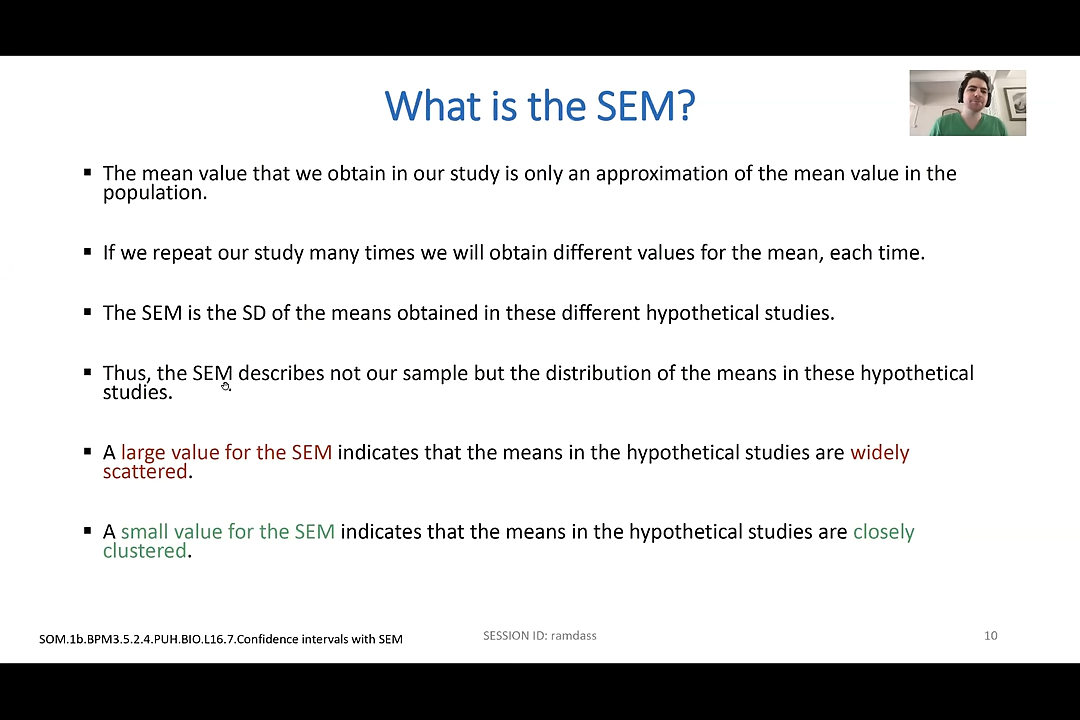 What is the SEM?
▪ The mean value that we obtain in our study is only an approximation of the mean value in the
population.
▪ If we repeat our study many times we will obtain different values for the mean, each time.
▪ The SEM is the SD of the means obtained in these different hypothetical studies.
▪ Thus, the SEM describes not our sample but the distribution of the means in these hypothetical
studies.
▪ A large value for the SEM indicates that the means in the hypothetical studies are widely
scattered.
▪ A small value for the SEM indicates that the means in the hypothetical studies are closely
clustered.
SOM.1b.BPM3.5.2.4.PUH.BIO.L16.7.Confidence intervals with SEM
SESSION ID: ramdass
10